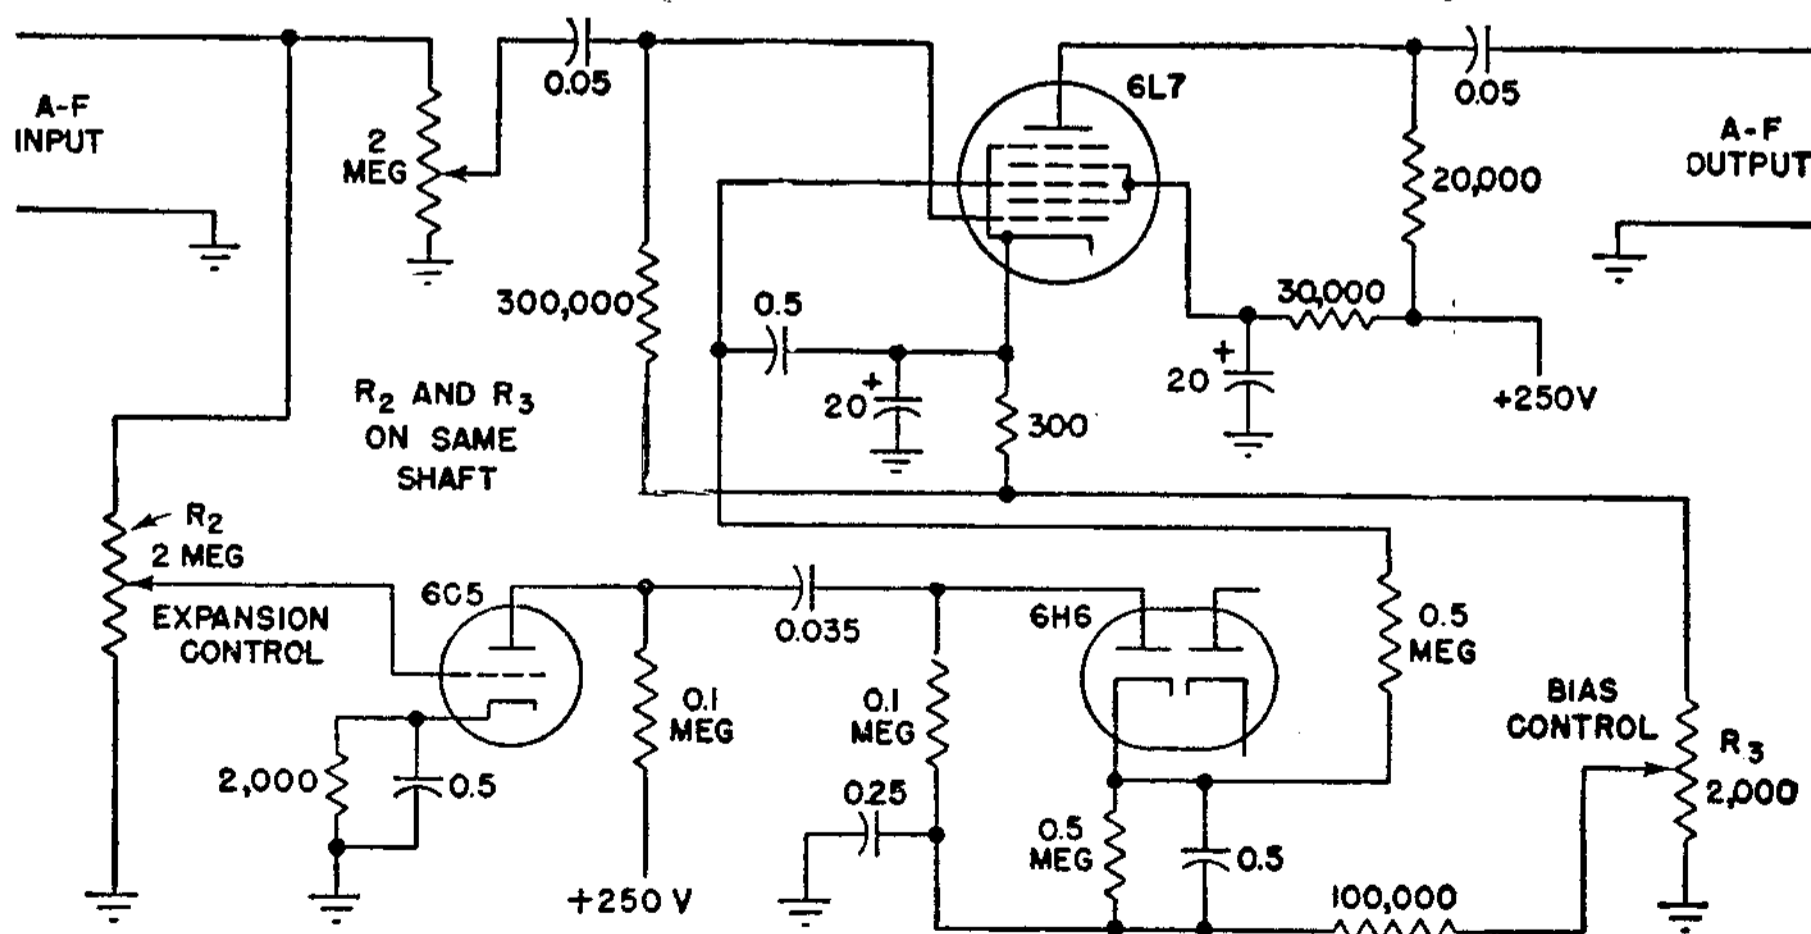 A-F
INPUT
2
MEG
0.05
300,000
6L7
0.05
A-F
OUTPUT
20,000
30,000
+
20
+250V
0.5
+
20
300
R2 AND R3
ON SAME
SHAFT
R2
2 MEG
EXPANSION
CONTROL
6C5
2,000
0.5
0.1
MEG
+250 V
0.035
0.1
MEG
0.25
6H6
0.5
MEG
0.5
0.5
MEG
100,000
BIAS
CONTROL
R3
2,000